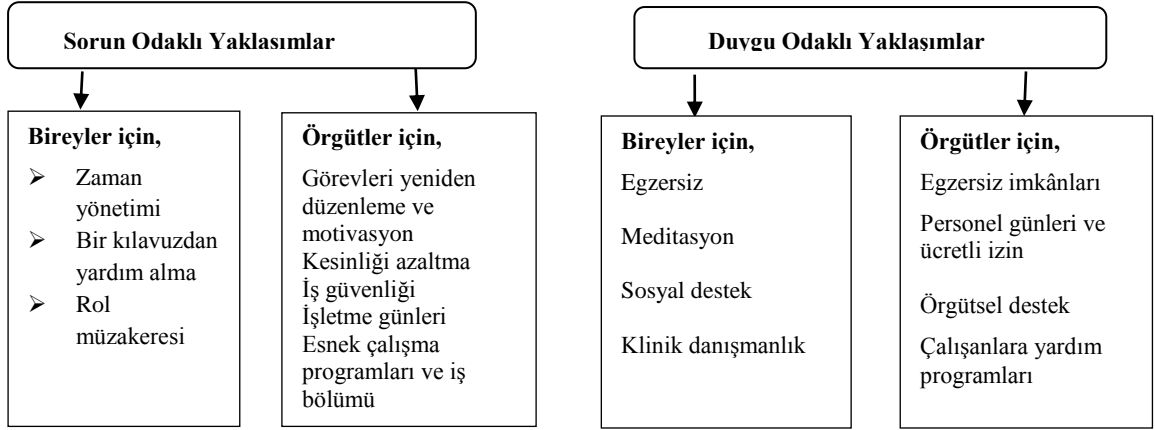 Sorun Odaklı Yaklasımlar
Bireyler için,
➢ Zaman
yönetimi
➢ Bir kılavuzdan
yardım alma
➢ Rol
müzakeresi
Örgütler için,
Görevleri yeniden
düzenleme ve
motivasyon
Kesinliği azaltma
İş güvenliği
İşletme günleri
Esnek çalışma
programları ve iş
bölümü
Duygu Odaklı Yaklaşımlar
Bireyler için,
Egzersiz
Meditasyon
Sosyal destek
Klinik danışmanlık
Örgütler için,
Egzersiz imkânları
Personel günleri ve
ücretli izin
Örgütsel destek
Çalışanlara yardım
programları